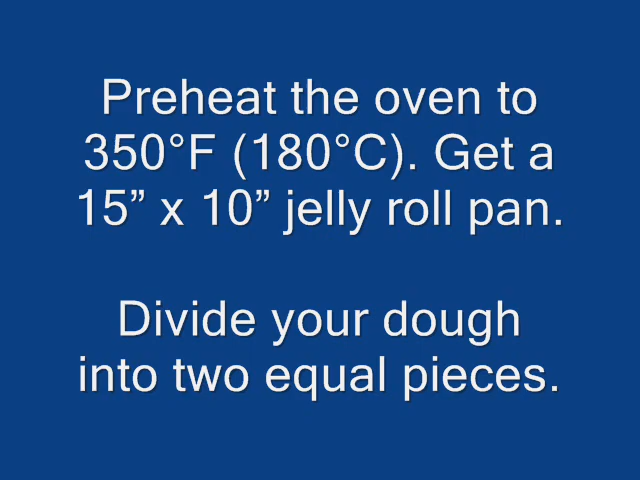 Preheat the oven to
350°F (180°C). Get a
15” x 10” jelly roll pan.
Divide your dough
into two equal pieces.